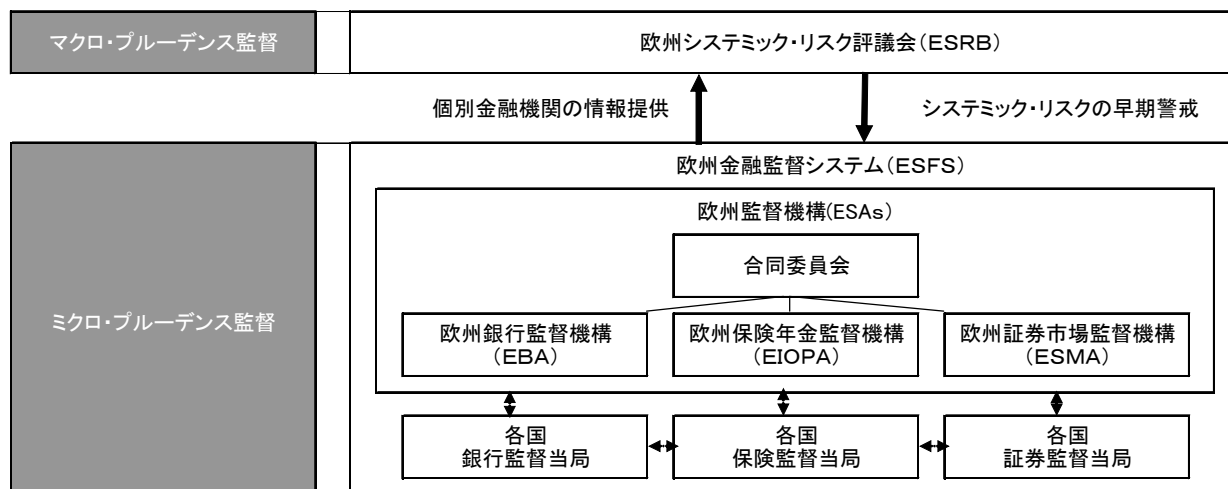 マクロ・プルーデンス監督
欧州システミック・リスク評議会(ESRB)
個別金融機関の情報提供
システミック・リスクの早期警戒
ミクロ・プルーデンス監督
欧州金融監督システム(ESFS)
欧州監督機構(ESAs)
合同委員会
欧州銀行監督機構
(EBA)
欧州保険年金監督機構
(EIOPA)
欧州証券市場監督機構
(ESMA)
各国
銀行監督当局
各国
保険監督当局
各国
証券監督当局